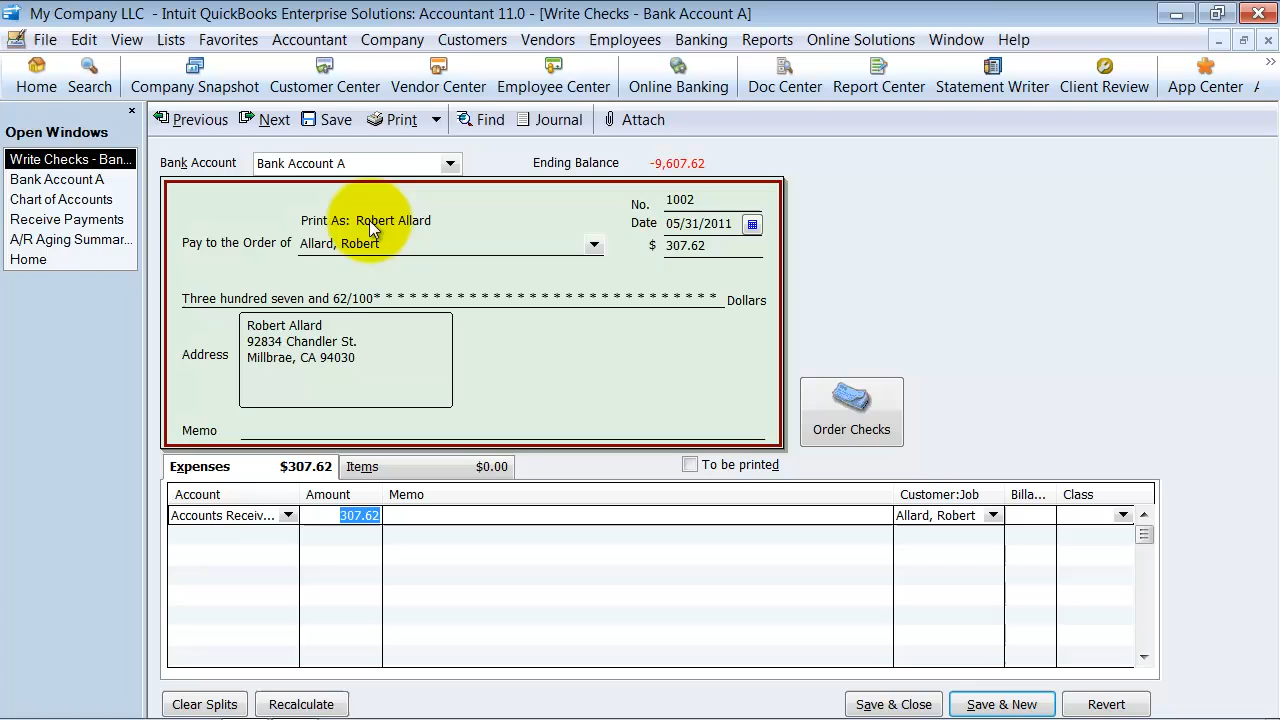 My Company LLC - Intuit QuickBooks Enterprise Solutions: Accountant 11.0 - [Write Checks - Bank Account A]
File Edit View Lists Favorites Accountant Company Customers Vendors Employees Banking Reports Online Solutions Window Help
Home Search Company Snapshot Customer Center Vendor Center Employee Center Online Banking Doc Center Report Center Statement Writer Client Review App Center
Open Windows
Write Checks - Ban...
Bank Account A
Chart of Accounts
Receive Payments
A/R Aging Summar...
Home
Previous Next Save Print Find Journal Attach
Bank Account Bank Account A Ending Balance -9,607.62
No. 1002
Print As: Robert Allard Date 05/31/2011
Pay to the Order of Allard, Robert $ 307.62
Three hundred seven and 62/100* * * * * * * * * * * * * * * * * * * * * * * * * * * * * Dollars
Address
Robert Allard
92834 Chandler St.
Millbrae, CA 94030
Memo
Order Checks
Expenses $307.62 Items $0.00 To be printed
Account Amount Memo Customer:Job Billa... Class
Accounts Receiv... 307.62 Allard, Robert
Clear Splits Recalculate Save & Close Save & New Revert